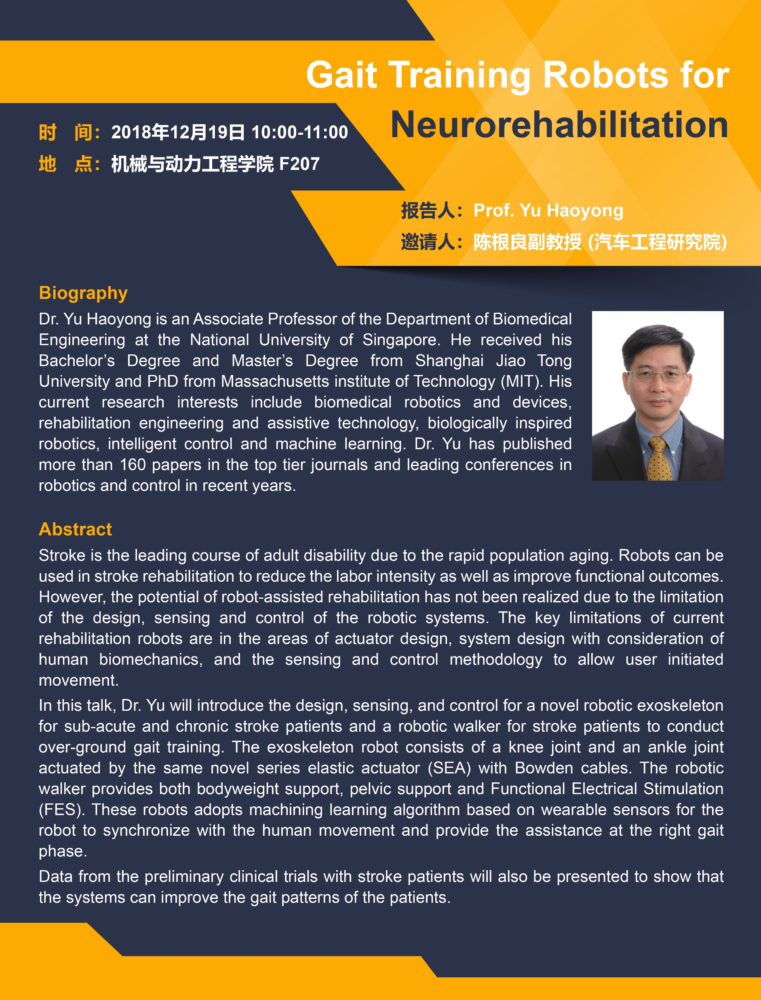 Gait Training Robots for
Neurorehabilitation
时 间：2018年12月19日 10:00-11:00
地 点：机械与动力工程学院 F207
报告人：Prof. Yu Haoyong
邀请人：陈根良副教授 (汽车工程研究院)
Biography
Dr. Yu Haoyong is an Associate Professor of the Department of Biomedical
Engineering at the National University of Singapore. He received his
Bachelor’s Degree and Master’s Degree from Shanghai Jiao Tong
University and PhD from Massachusetts institute of Technology (MIT). His
current research interests include biomedical robotics and devices,
rehabilitation engineering and assistive technology, biologically inspired
robotics, intelligent control and machine learning. Dr. Yu has published
more than 160 papers in the top tier journals and leading conferences in
robotics and control in recent years.
Abstract
Stroke is the leading course of adult disability due to the rapid population aging. Robots can be
used in stroke rehabilitation to reduce the labor intensity as well as improve functional outcomes.
However, the potential of robot-assisted rehabilitation has not been realized due to the limitation
of the design, sensing and control of the robotic systems. The key limitations of current
rehabilitation robots are in the areas of actuator design, system design with consideration of
human biomechanics, and the sensing and control methodology to allow user initiated
movement.
In this talk, Dr. Yu will introduce the design, sensing, and control for a novel robotic exoskeleton
for sub-acute and chronic stroke patients and a robotic walker for stroke patients to conduct
over-ground gait training. The exoskeleton robot consists of a knee joint and an ankle joint
actuated by the same novel series elastic actuator (SEA) with Bowden cables. The robotic
walker provides both bodyweight support, pelvic support and Functional Electrical Stimulation
(FES). These robots adopts machining learning algorithm based on wearable sensors for the
robot to synchronize with the human movement and provide the assistance at the right gait
phase.
Data from the preliminary clinical trials with stroke patients will also be presented to show that
the systems can improve the gait patterns of the patients.